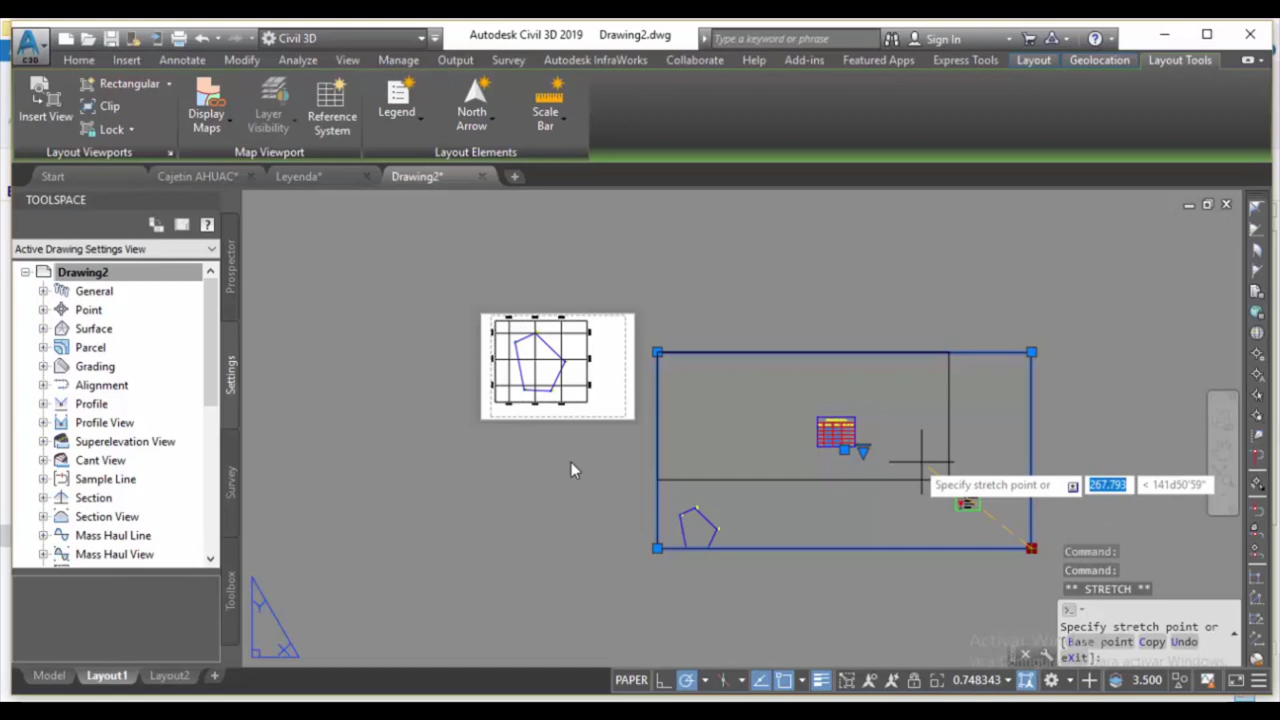 Civil 3D
Autodesk Civil 3D 2019 Drawing2.dwg
Type a keyword or phrase
Sign In
C3D
Home Insert Annotate Modify Analyze View Manage Output Survey Autodesk InfraWorks Collaborate Help Add-ins Featured Apps Express Tools Layout Geolocation Layout Tools
Insert View
Rectangular
Clip
Lock
Display Maps
Layer Visibility
Reference System
Legend
North Arrow
Scale Bar
Layout Viewports Map Viewport Layout Elements
Start Cajetin AHUAC* Leyenda* Drawing2*
TOOLSPACE
Active Drawing Settings View
Drawing2
General
Point
Surface
Parcel
Grading
Alignment
Profile
Profile View
Superelevation View
Cant View
Sample Line
Section
Section View
Mass Haul Line
Mass Haul View
Prospector
Settings
Survey
Toolbox
Specify stretch point or 267.793 < 141d50'59"
Y
X
Command:
Command:
** STRETCH **
Specify stretch point or
[Base point Copy Undo
eXit]:
Model Layout1 Layout2
PAPER 0.748343 3.500